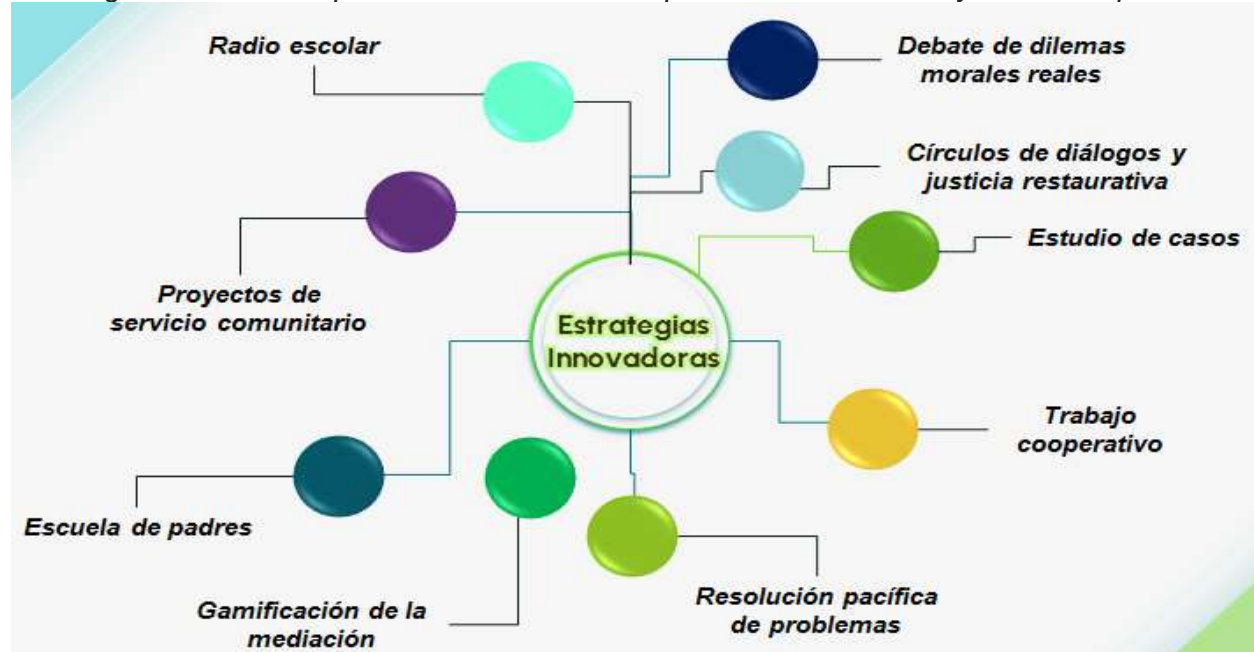 Radio escolar
Debate de dilemas
morales reales
Círculos de diálogos y
justicia restaurativa
Estudio de casos
Proyectos de
servicio comunitario
Estrategias
Innovadoras
Trabajo
cooperativo
Escuela de padres
Resolución pacífica
de problemas
Gamificación de la
mediación